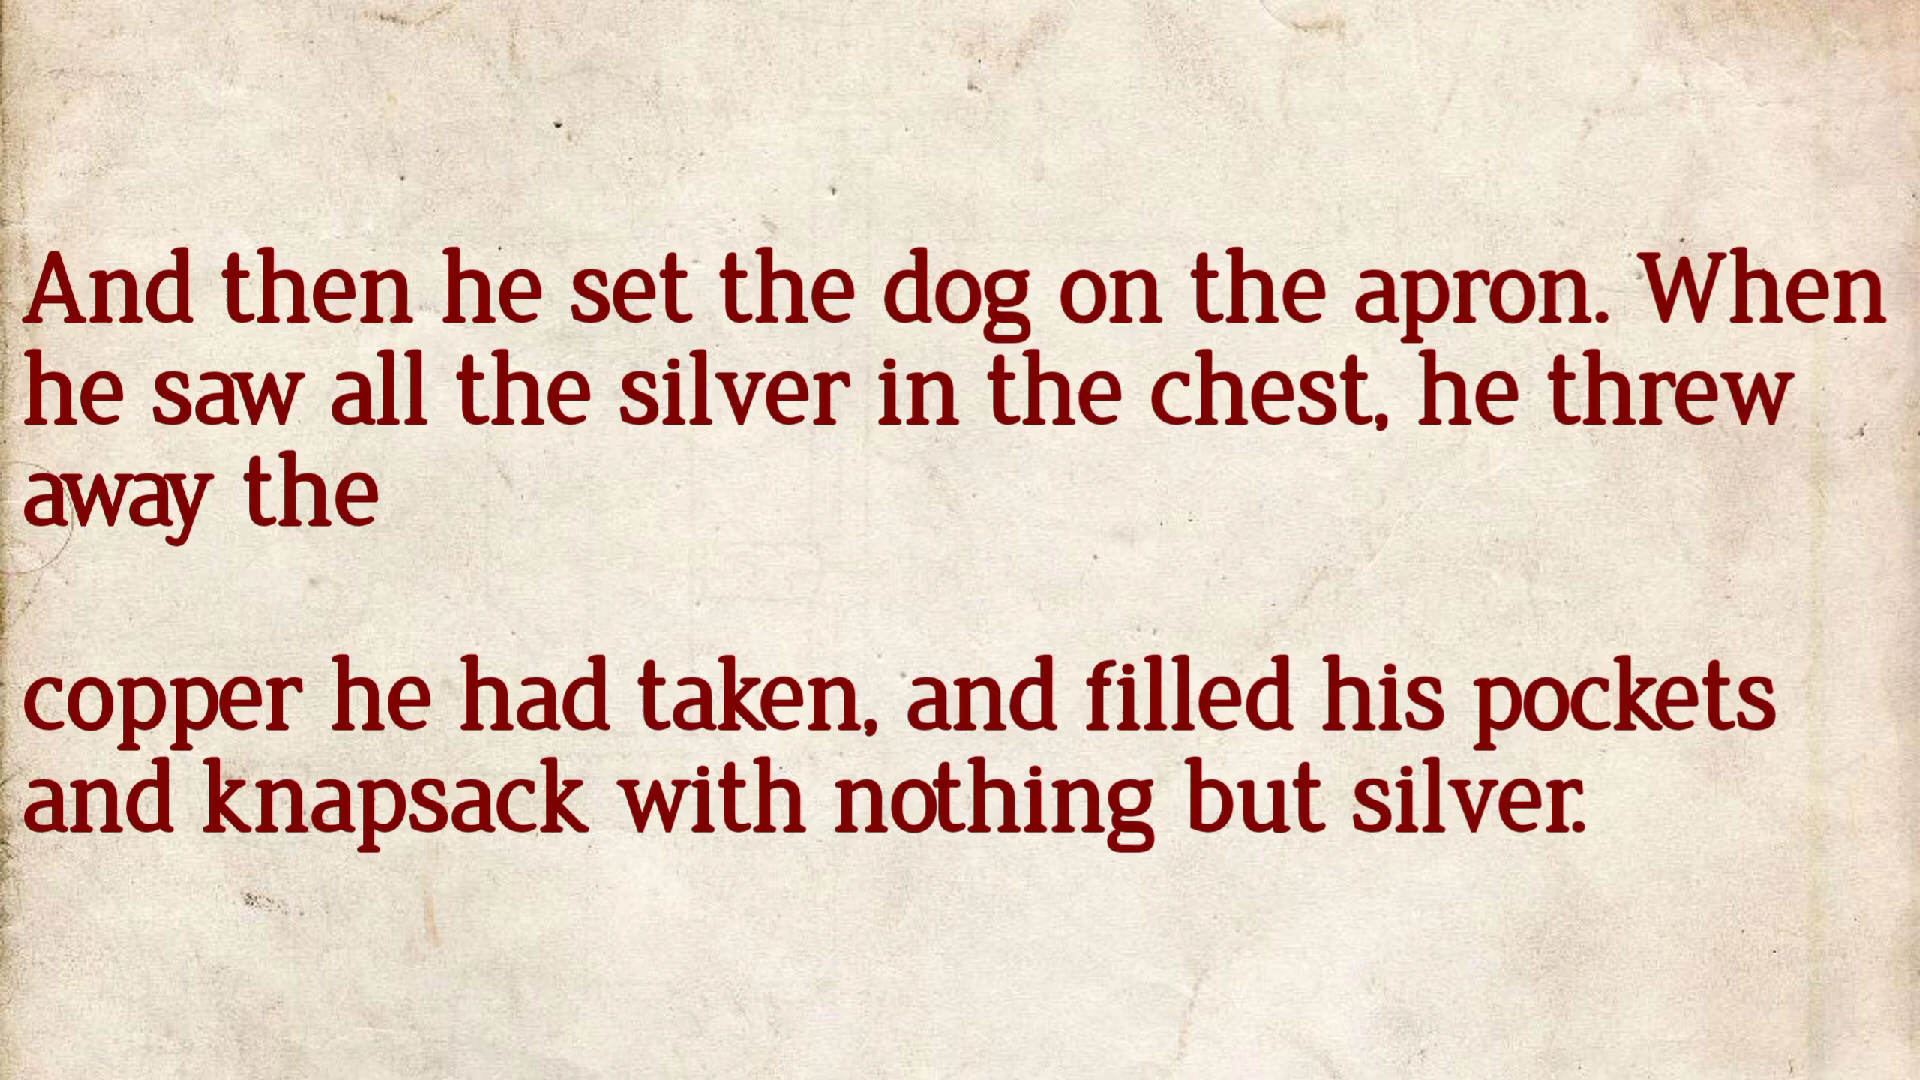 And then he set the dog on the apron. When
he saw all the silver in the chest, he threw
away the
copper he had taken, and filled his pockets
and knapsack with nothing but silver.